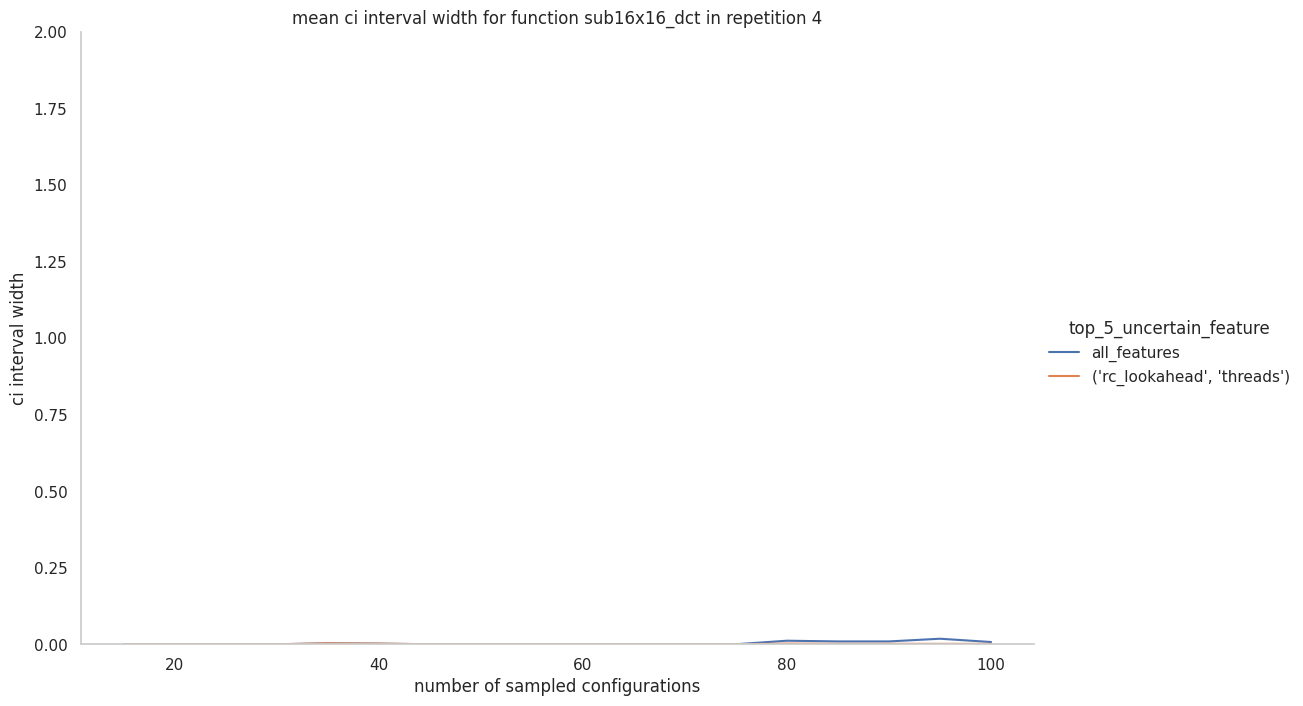 mean ci interval width for function sub16x16_dct in repetition 4
2.00
1.75
1.50
1.25
1.00
0.75
0.50
0.25
0.00
ci interval width
20
40
60
80
100
number of sampled configurations
top_5_uncertain_feature
all_features
('rc_lookahead', 'threads')